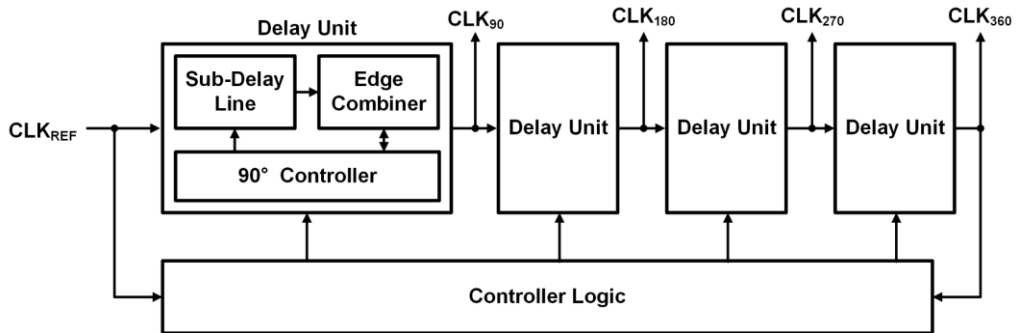 Delay Unit
CLK90
CLK180
CLK270
CLK360
Sub-Delay
Line
Edge
Combiner
CLKREF
Delay Unit
Delay Unit
Delay Unit
90° Controller
Controller Logic